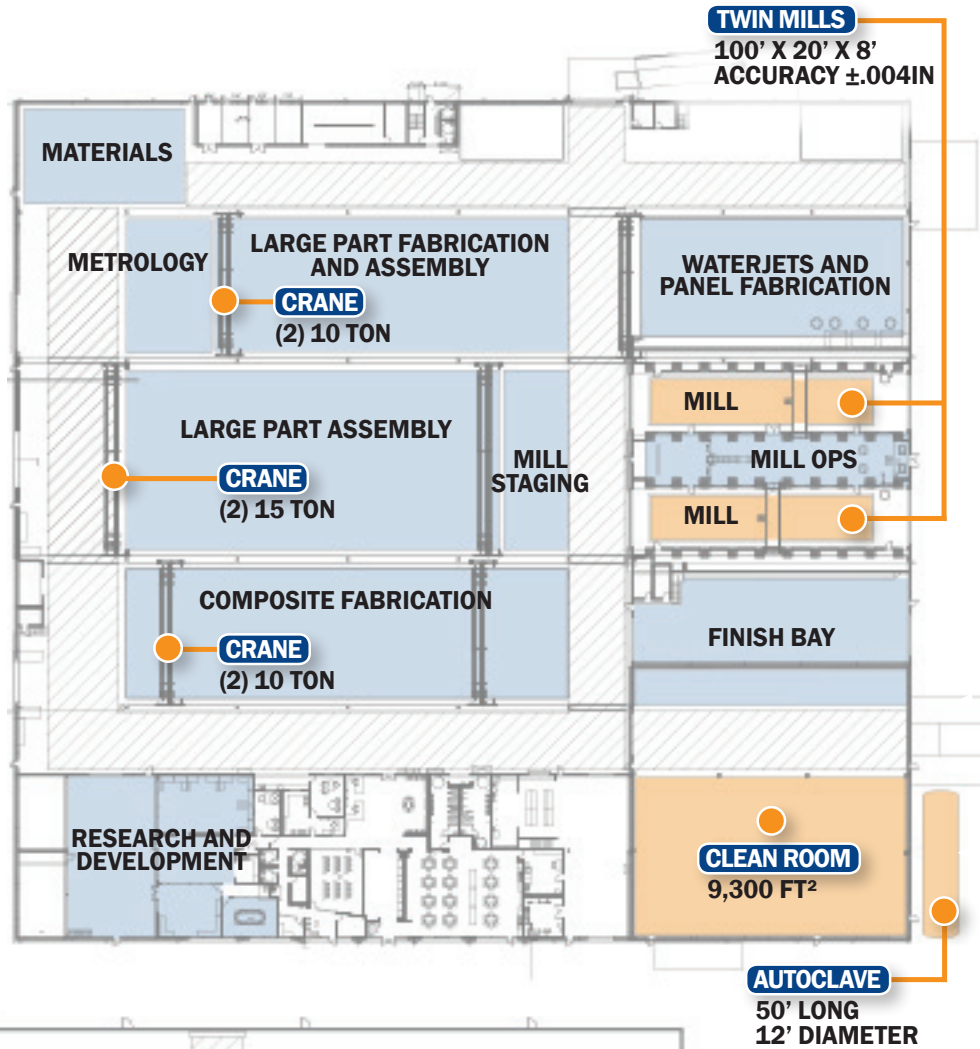 TWIN MILLS
100’ X 20’ X 8’
ACCURACY ±.004IN
MATERIALS
METROLOGY
LARGE PART FABRICATION
AND ASSEMBLY
CRANE
(2) 10 TON
WATERJETS AND
PANEL FABRICATION
MILL
LARGE PART ASSEMBLY
CRANE
(2) 15 TON
MILL
STAGING
MILL OPS
MILL
COMPOSITE FABRICATION
CRANE
(2) 10 TON
FINISH BAY
RESEARCH AND
DEVELOPMENT
CLEAN ROOM
9,300 FT²
AUTOCLAVE
50’ LONG
12’ DIAMETER